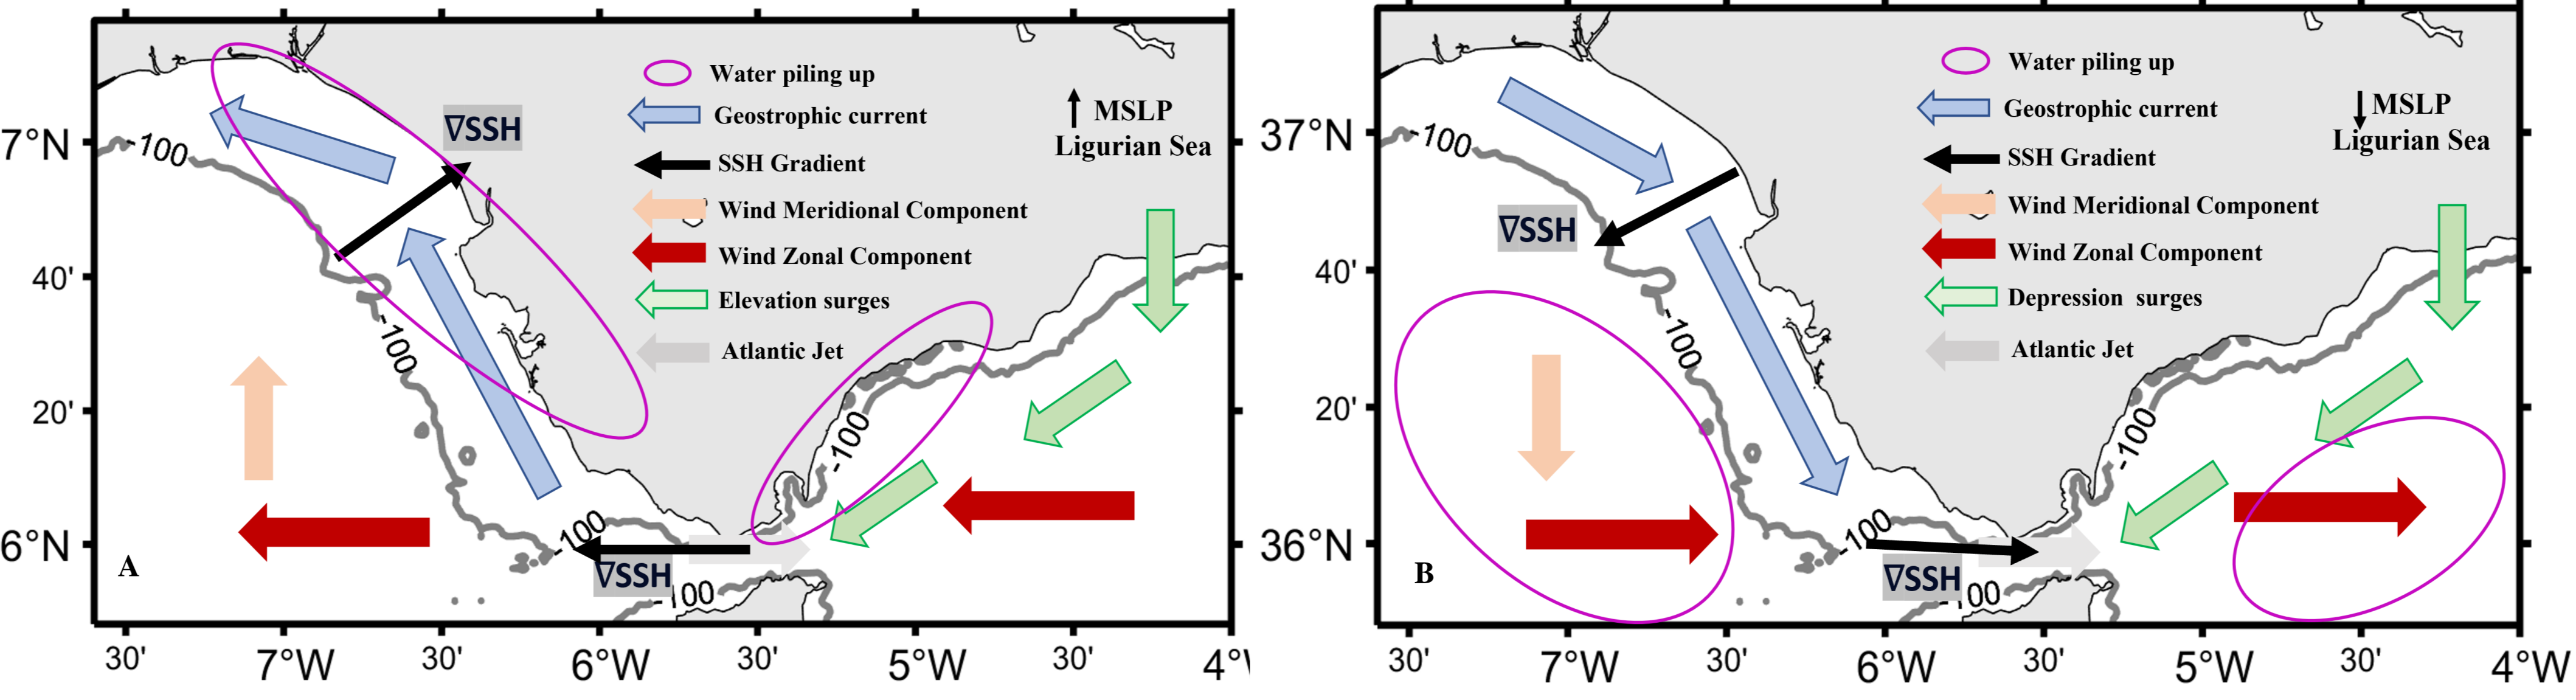 Water piling up
Geostrophic current
SSH Gradient
Wind Meridional Component
Wind Zonal Component
Elevation surges
Atlantic Jet
MSLP
Ligurian Sea
∇SSH
∇SSH
-100
-100
-100
-100
-100
A
7°N
40'
20'
6°N
30'
7°W
30'
6°W
30'
5°W
30'
4°W
Water piling up
Geostrophic current
SSH Gradient
Wind Meridional Component
Wind Zonal Component
Depression surges
Atlantic Jet
MSLP
Ligurian Sea
∇SSH
∇SSH
-100
-100
-100
-100
-100
B
37°N
40'
20'
36°N
30'
7°W
30'
6°W
30'
5°W
30'
4°W